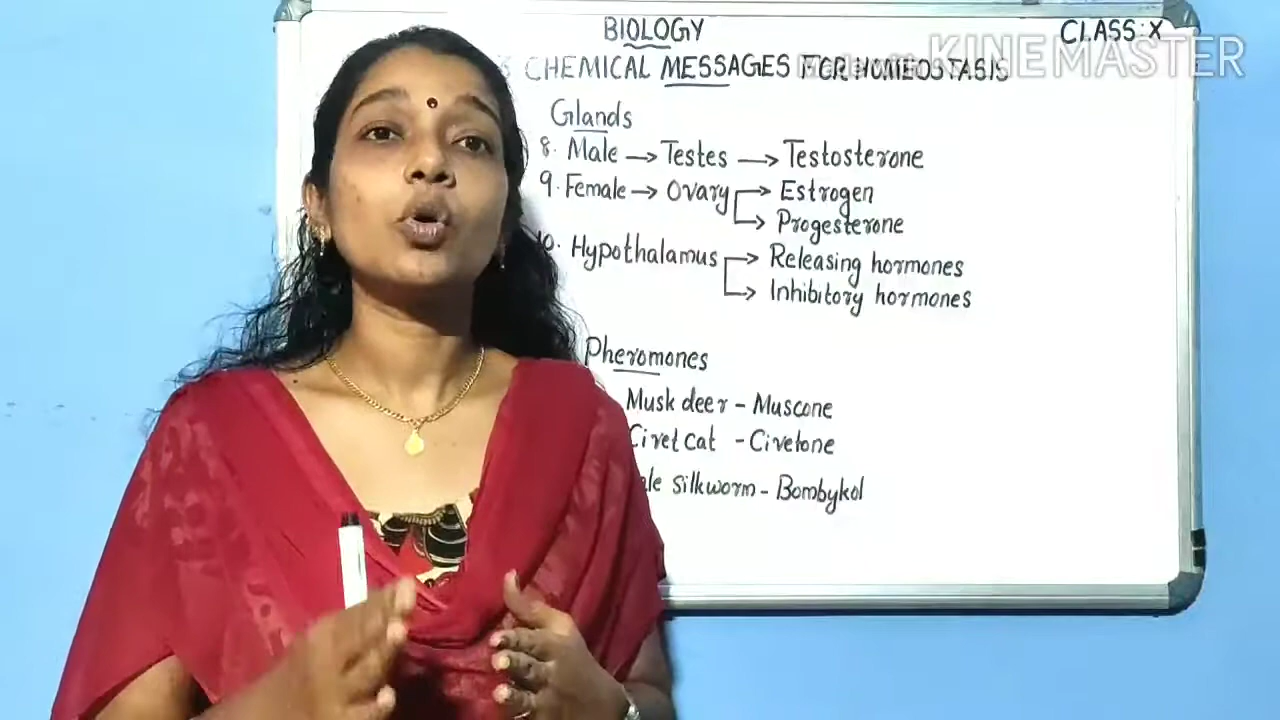 BIOLOGY
CLASS: X
CHEMICAL MESSAGES FOR HOMEOSTASIS
KINEMASTER
Glands
8. Male → Testes → Testosterone
9. Female → Ovary → Estrogen
→ Progesterone
10. Hypothalamus → Releasing hormones
→ Inhibitory hormones
Pheromones
Musk deer - Muscone
Civet cat - Civetone
silkworm - Bombykol